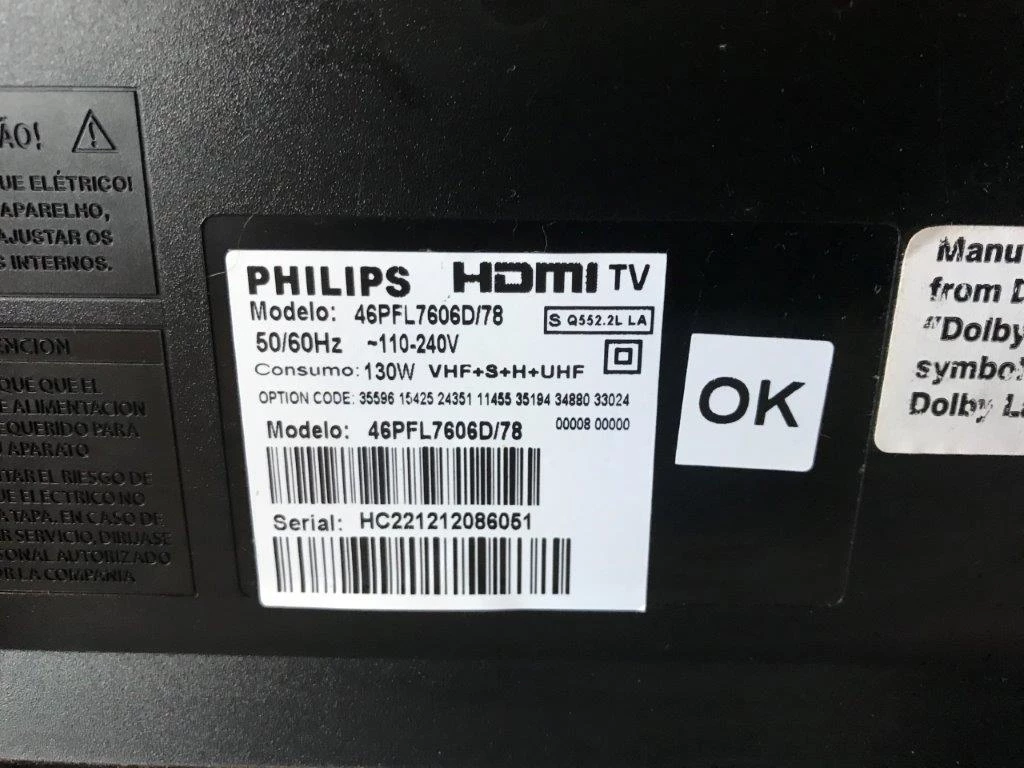 ÃO!
UE ELÉTRICO!
APARELHO,
AJUSTAR OS
INTERNOS.
ENCION
QUE QUE EL
E ALIMENTACION
EQUERIDO PARA
APARATO
ITAR EL RIESGO DE
UE ELECTRICO NO
A TAPA. EN CASO DE
R SERVICIO, DIRIJASE
SONAL AUTORIZADO
OR LA COMPAÑIA
PHILIPS HDMI TV
Modelo: 46PFL7606D/78
S Q552.2L LA
50/60Hz ~110-240V
Consumo: 130W VHF+S+H+UHF
OPTION CODE: 35596 15425 24351 11455 35194 34880 33024
00008 00000
Modelo: 46PFL7606D/78
Serial: HC221212086051
OK
Manu
from D
"Dolby
symbol
Dolby La